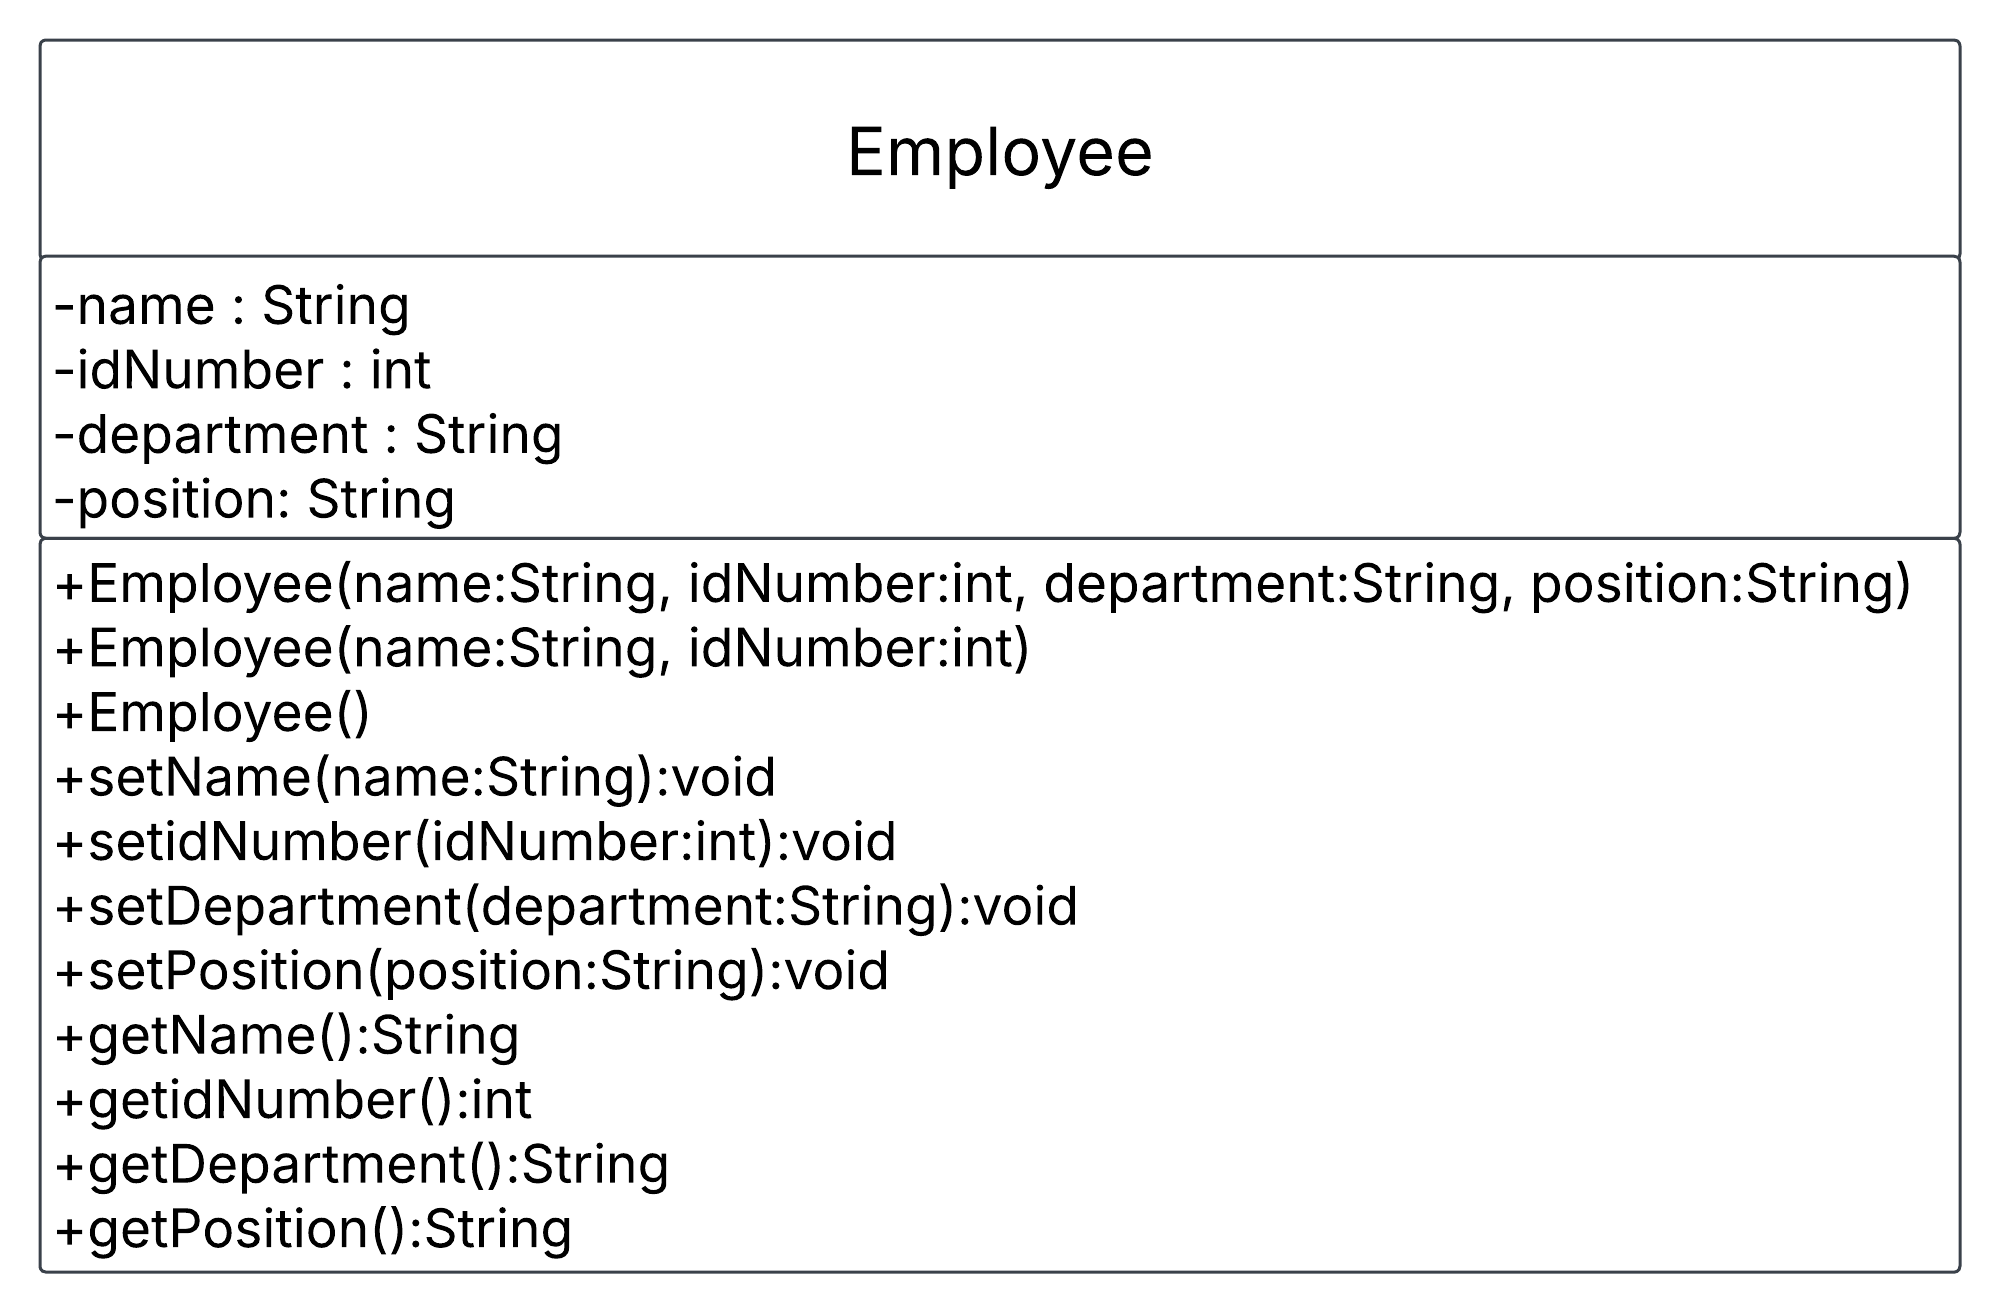 Employee
-name : String
-idNumber : int
-department : String
-position: String
+Employee(name:String, idNumber:int, department:String, position:String)
+Employee(name:String, idNumber:int)
+Employee()
+setName(name:String):void
+setidNumber(idNumber:int):void
+setDepartment(department:String):void
+setPosition(position:String):void
+getName():String
+getidNumber():int
+getDepartment():String
+getPosition():String